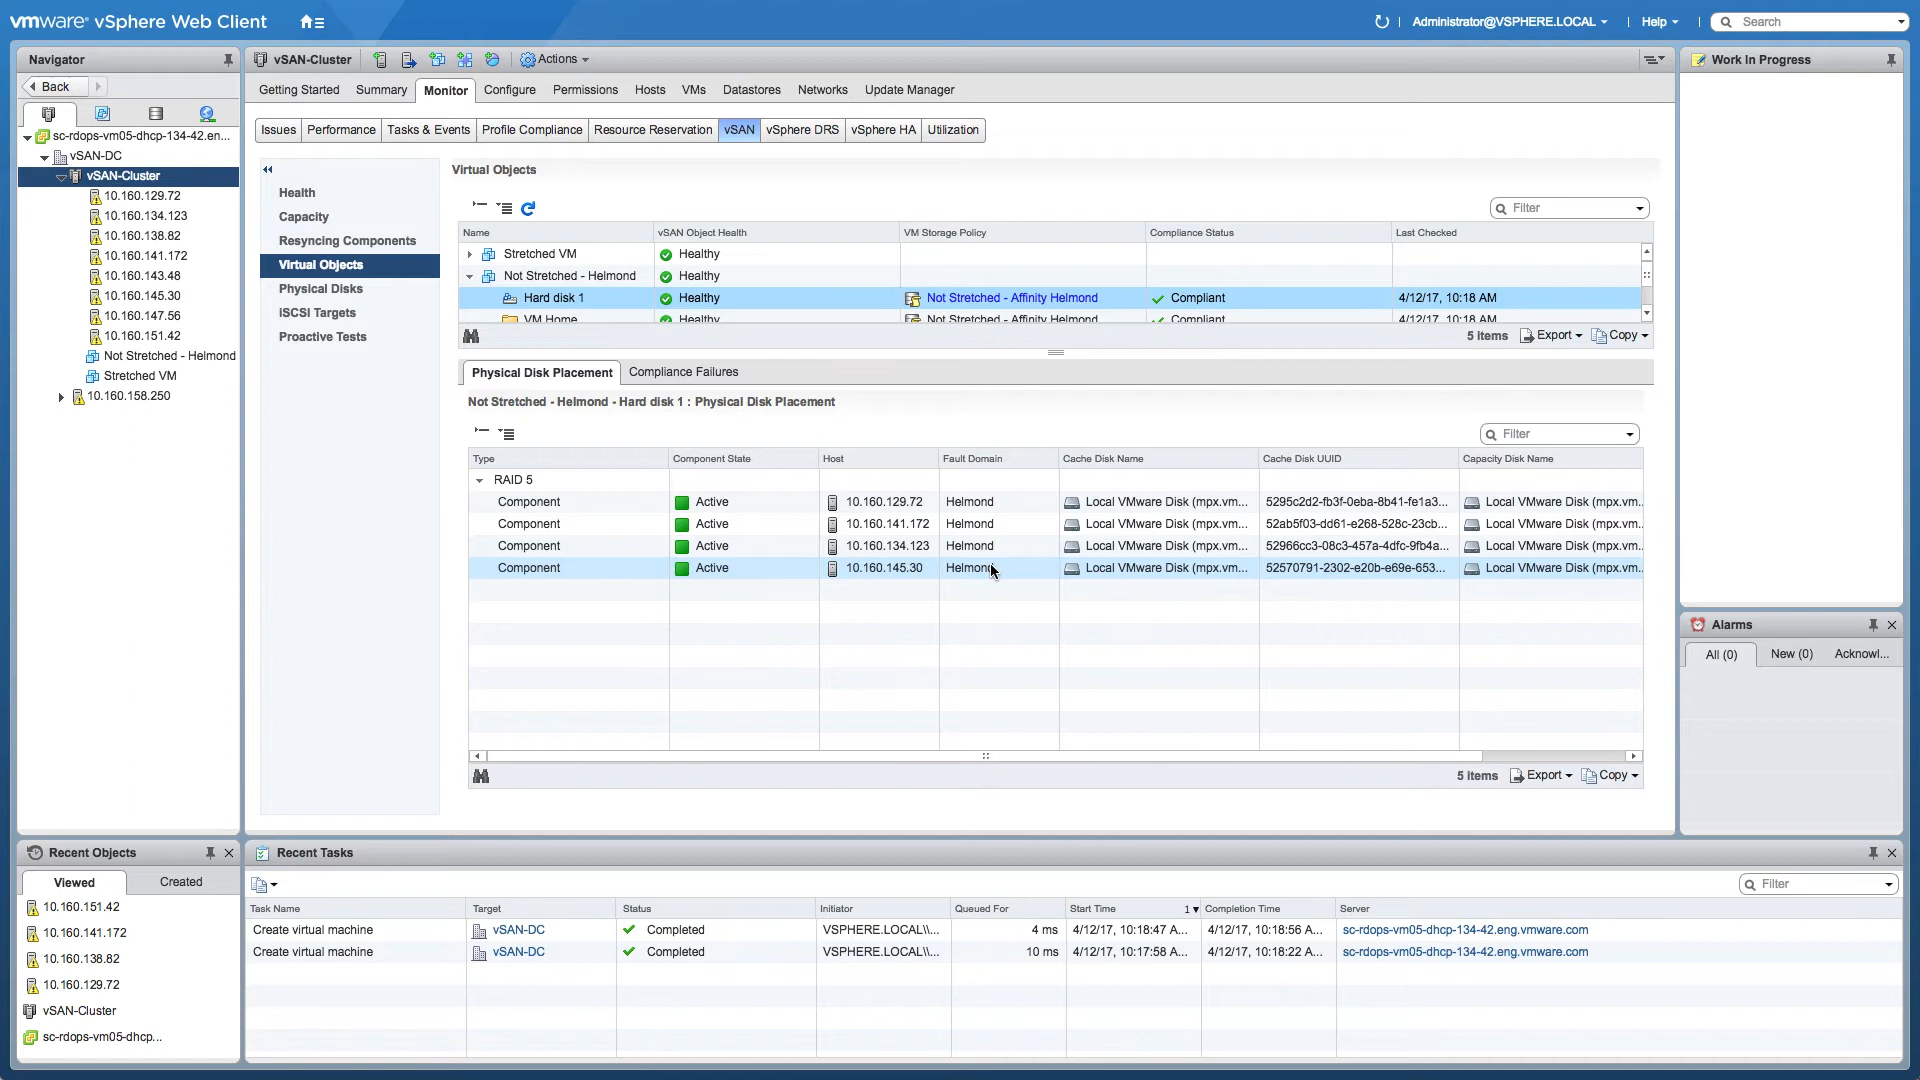 vmware® vSphere Web Client
Administrator@VSPHERE.LOCAL | Help | Search
Navigator
Back
sc-rdops-vm05-dhcp-134-42.en...
vSAN-DC
vSAN-Cluster
10.160.129.72
10.160.134.123
10.160.138.82
10.160.141.172
10.160.143.48
10.160.145.30
10.160.147.56
10.160.151.42
Not Stretched - Helmond
Stretched VM
10.160.158.250
vSAN-Cluster Actions
Getting Started Summary Monitor Configure Permissions Hosts VMs Datastores Networks Update Manager
Issues Performance Tasks & Events Profile Compliance Resource Reservation vSAN vSphere DRS vSphere HA Utilization
Health
Capacity
Resyncing Components
Virtual Objects
Physical Disks
iSCSI Targets
Proactive Tests
Virtual Objects
Filter
Name vSAN Object Health VM Storage Policy Compliance Status Last Checked
Stretched VM Healthy
Not Stretched - Helmond Healthy
Hard disk 1 Healthy Not Stretched - Affinity Helmond Compliant 4/12/17, 10:18 AM
VM Home Healthy Not Stretched - Affinity Helmond Compliant 4/12/17, 10:18 AM
5 items Export Copy
Physical Disk Placement Compliance Failures
Not Stretched - Helmond - Hard disk 1 : Physical Disk Placement
Filter
Type Component State Host Fault Domain Cache Disk Name Cache Disk UUID Capacity Disk Name
RAID 5
Component Active 10.160.129.72 Helmond Local VMware Disk (mpx.vm... 5295c2d2-fb3f-0eba-8b41-fe1a3... Local VMware Disk (mpx.vm..
Component Active 10.160.141.172 Helmond Local VMware Disk (mpx.vm... 52ab5f03-dd61-e268-528c-23cb... Local VMware Disk (mpx.vm..
Component Active 10.160.134.123 Helmond Local VMware Disk (mpx.vm... 52966cc3-08c3-457a-4dfc-9fb4a... Local VMware Disk (mpx.vm..
Component Active 10.160.145.30 Helmond Local VMware Disk (mpx.vm... 52570791-2302-e20b-e69e-653... Local VMware Disk (mpx.vm..
5 items Export Copy
Work In Progress
Alarms
All (0) New (0) Acknowl...
Recent Objects
Viewed Created
10.160.151.42
10.160.141.172
10.160.138.82
10.160.129.72
vSAN-Cluster
sc-rdops-vm05-dhcp...
Recent Tasks
Filter
Task Name Target Status Initiator Queued For Start Time 1 Completion Time Server
Create virtual machine vSAN-DC Completed VSPHERE.LOCAL\\... 4 ms 4/12/17, 10:18:47 A... 4/12/17, 10:18:56 A... sc-rdops-vm05-dhcp-134-42.eng.vmware.com
Create virtual machine vSAN-DC Completed VSPHERE.LOCAL\\... 10 ms 4/12/17, 10:17:58 A... 4/12/17, 10:18:22 A... sc-rdops-vm05-dhcp-134-42.eng.vmware.com